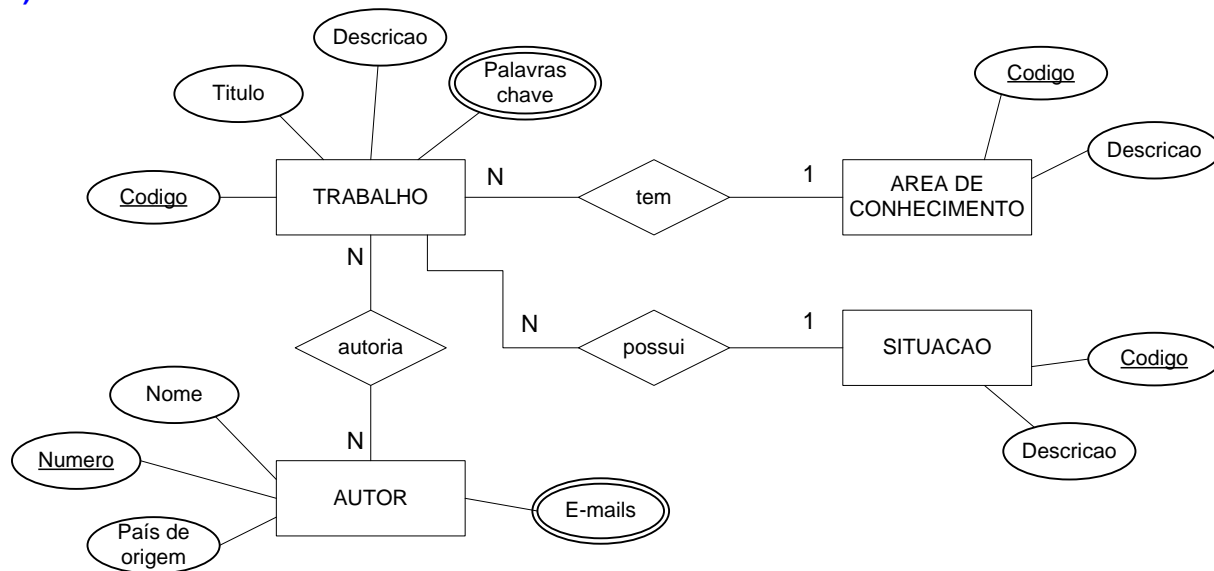 Descricao
Palavras
chave
Titulo
Codigo
Codigo
Descricao
TRABALHO
N
tem
1
AREA DE
CONHECIMENTO
N
autoria
N
possui
1
SITUACAO
Codigo
Descricao
Nome
N
Numero
AUTOR
E-mails
País de
origem